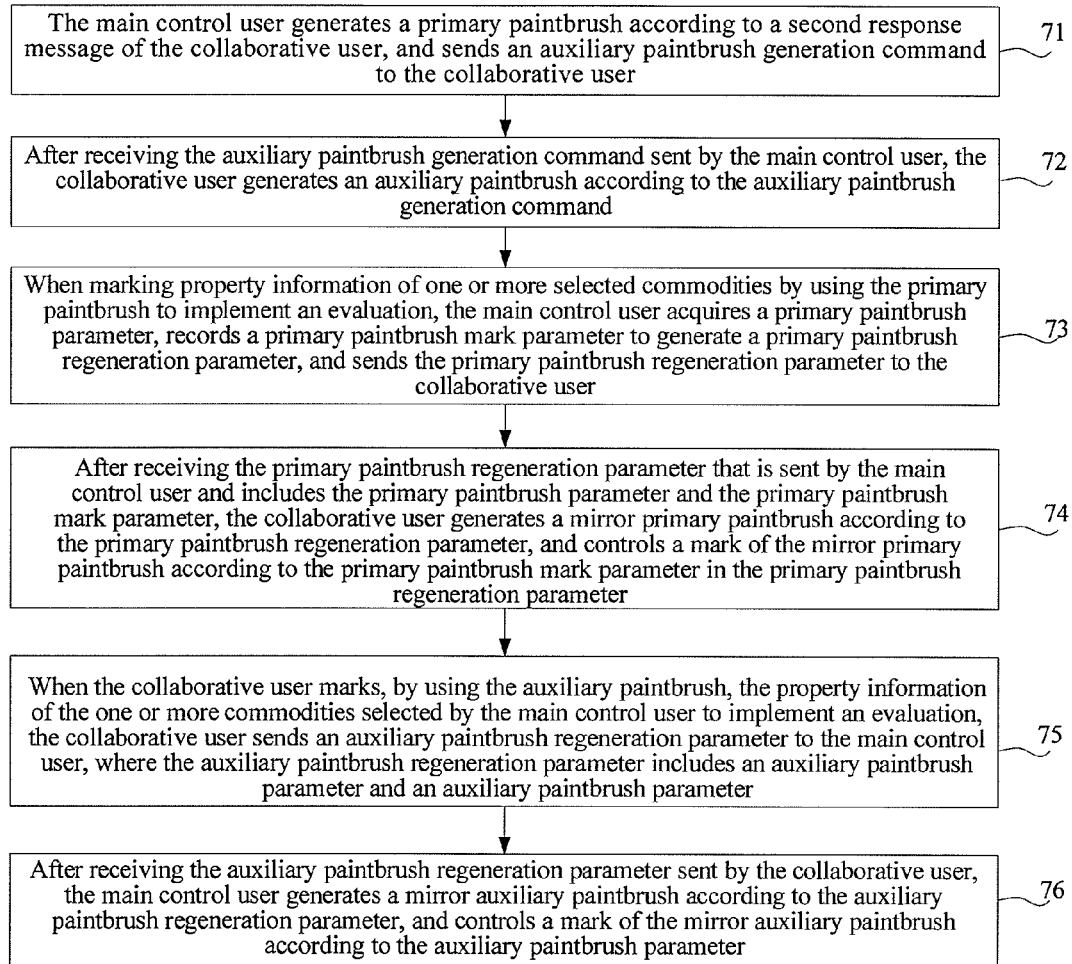 The main control user generates a primary paintbrush according to a second response
message of the collaborative user, and sends an auxiliary paintbrush generation command
to the collaborative user
71
After receiving the auxiliary paintbrush generation command sent by the main control user, the
collaborative user generates an auxiliary paintbrush according to the auxiliary paintbrush
generation command
72
When marking property information of one or more selected commodities by using the primary
paintbrush to implement an evaluation, the main control user acquires a primary paintbrush
parameter, records a primary paintbrush mark parameter to generate a primary paintbrush
regeneration parameter, and sends the primary paintbrush regeneration parameter to the
collaborative user
73
After receiving the primary paintbrush regeneration parameter that is sent by the main
control user and includes the primary paintbrush parameter and the primary paintbrush
mark parameter, the collaborative user generates a mirror primary paintbrush according to
the primary paintbrush regeneration parameter, and controls a mark of the mirror primary
paintbrush according to the primary paintbrush mark parameter in the primary paintbrush
regeneration parameter
74
When the collaborative user marks, by using the auxiliary paintbrush, the property information
of the one or more commodities selected by the main control user to implement an evaluation,
the collaborative user sends an auxiliary paintbrush regeneration parameter to the main control
user, where the auxiliary paintbrush regeneration parameter includes an auxiliary paintbrush
parameter and an auxiliary paintbrush parameter
75
After receiving the auxiliary paintbrush regeneration parameter sent by the collaborative user,
the main control user generates a mirror auxiliary paintbrush according to the auxiliary
paintbrush regeneration parameter, and controls a mark of the mirror auxiliary paintbrush
according to the auxiliary paintbrush parameter
76